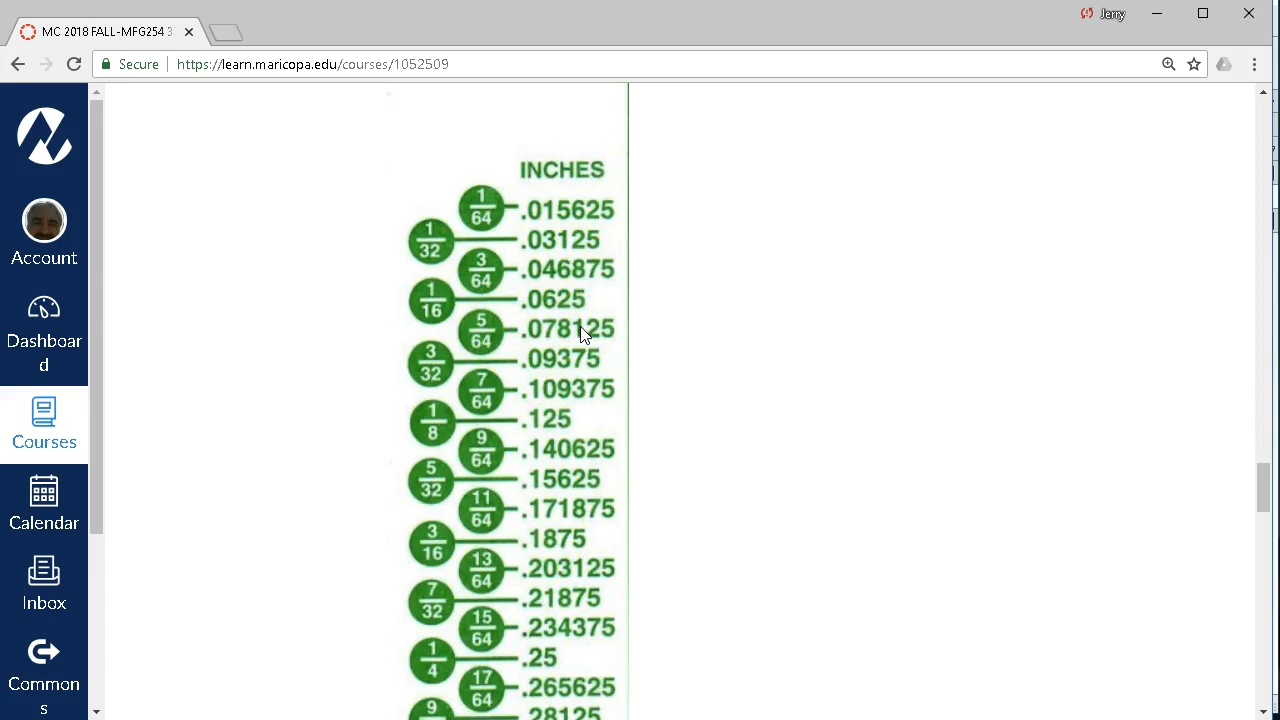 MC 2018 FALL-MFG254 3
Jerry
Secure https://learn.maricopa.edu/courses/1052509
Account
Dashboar
d
Courses
Calendar
Inbox
Common
s
INCHES
1/64 .015625
1/32 .03125
3/64 .046875
1/16 .0625
5/64 .078125
3/32 .09375
7/64 .109375
1/8 .125
9/64 .140625
5/32 .15625
11/64 .171875
3/16 .1875
13/64 .203125
7/32 .21875
15/64 .234375
1/4 .25
17/64 .265625
9 .28125